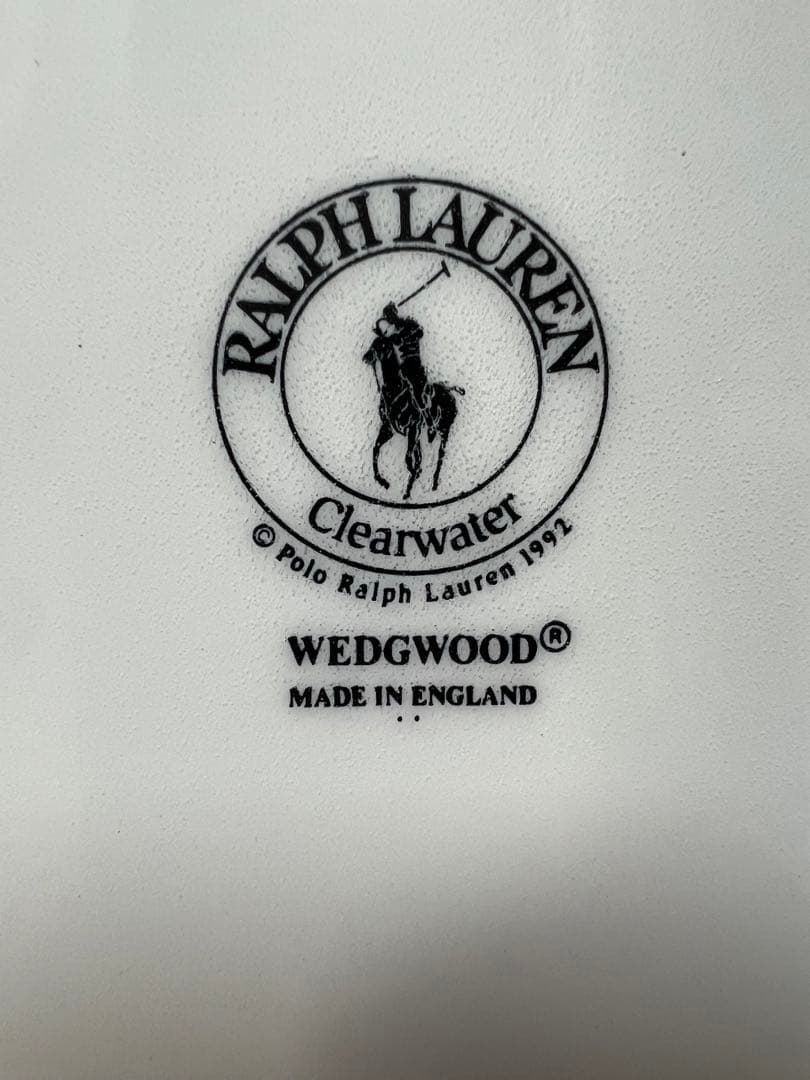 RALPH LAUREN
Clearwater
© Polo Ralph Lauren 1992
WEDGWOOD®
MADE IN ENGLAND